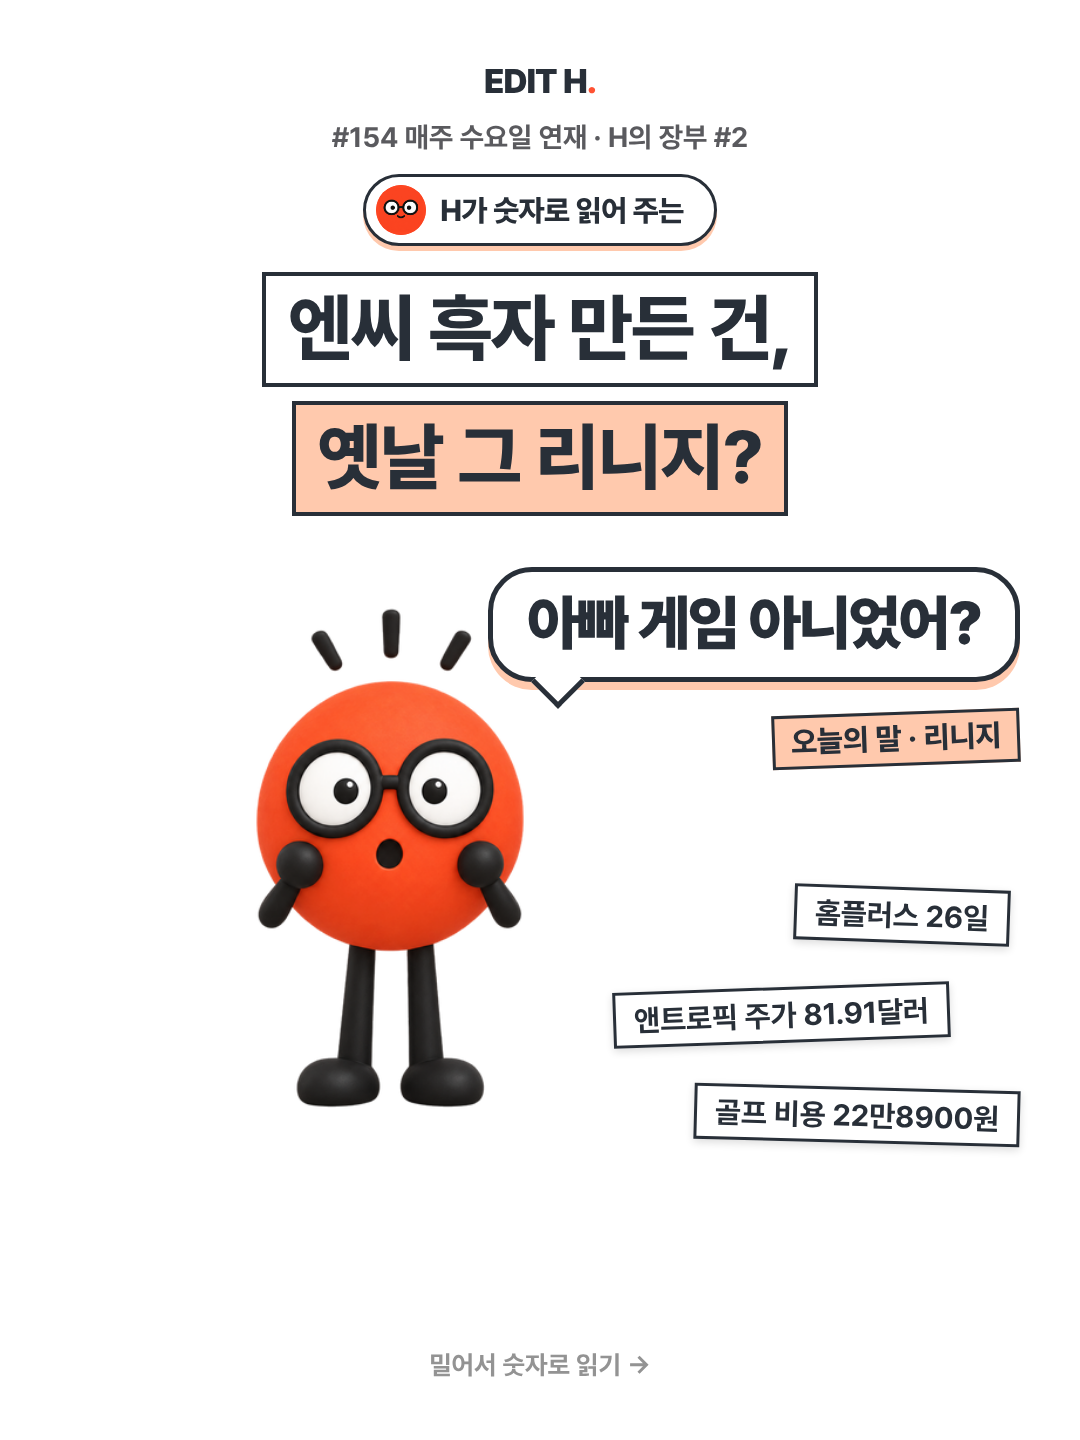 EDIT H.
#154 매주 수요일 연재 · H의 장부 #2
H가 숫자로 읽어 주는
엔씨 흑자 만든 건,
옛날 그 리니지?
아빠 게임 아니었어?
오늘의 말 · 리니지
홈플러스 26일
앤트로픽 주가 81.91달러
골프 비용 22만8900원
밀어서 숫자로 읽기 →